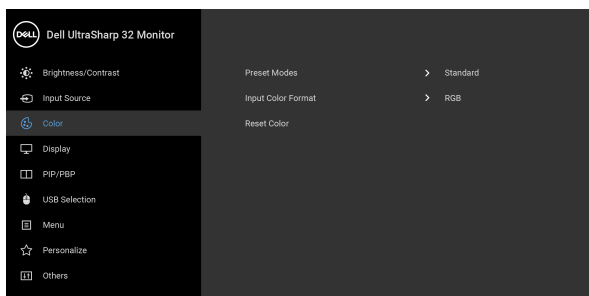 DELL Dell UltraSharp 32 Monitor
Brightness/Contrast
Input Source
Color
Display
PIP/PBP
USB Selection
Menu
Personalize
Others
Preset Modes > Standard
Input Color Format > RGB
Reset Color